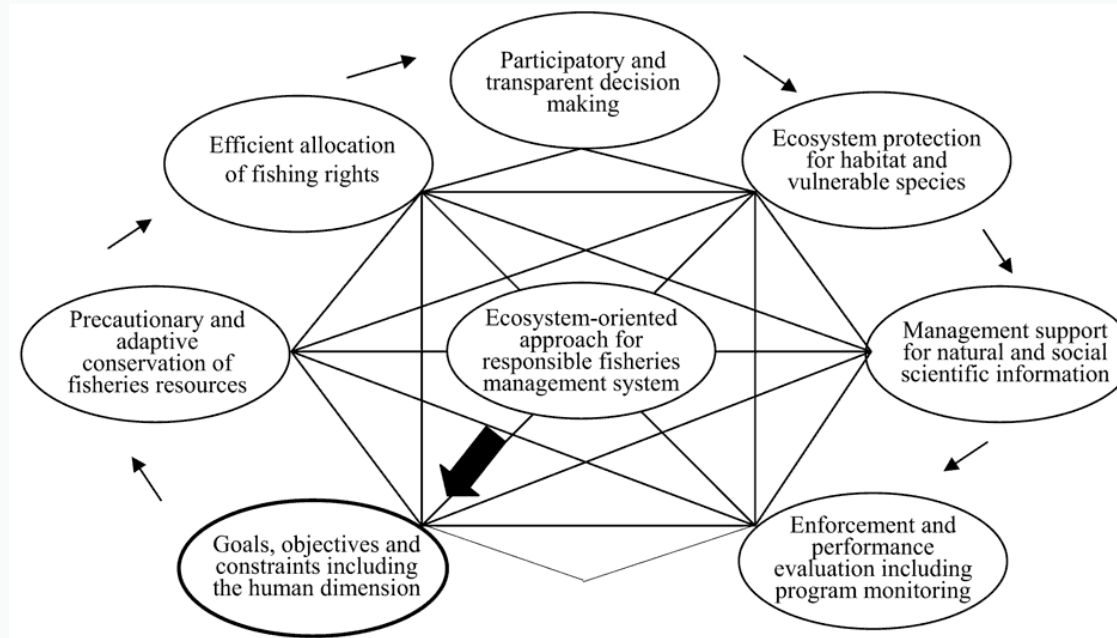 Participatory and
transparent decision
making
Efficient allocation
of fishing rights
Ecosystem protection
for habitat and
vulnerable species
Precautionary and
adaptive
conservation of
fisheries resources
Ecosystem-oriented
approach for
responsible fisheries
management system
Management support
for natural and social
scientific information
Goals, objectives and
constraints including
the human dimension
Enforcement and
performance
evaluation including
program monitoring